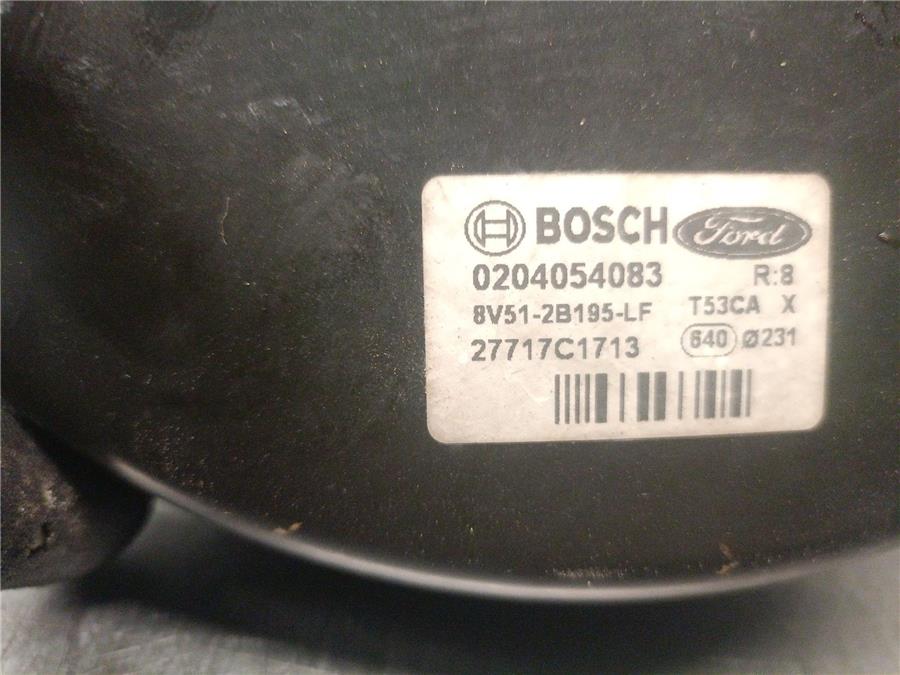 BOSCH Ford
0204054083 R:8
8V51-2B195-LF T53CA X
27717C1713 640 Ø231